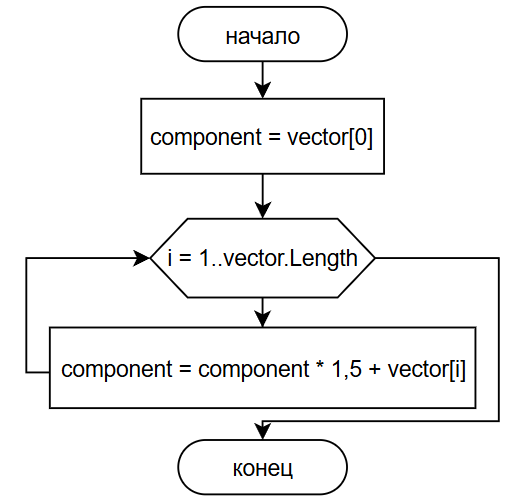 начало
component = vector[0]
i = 1..vector.Length
component = component * 1,5 + vector[i]
конец